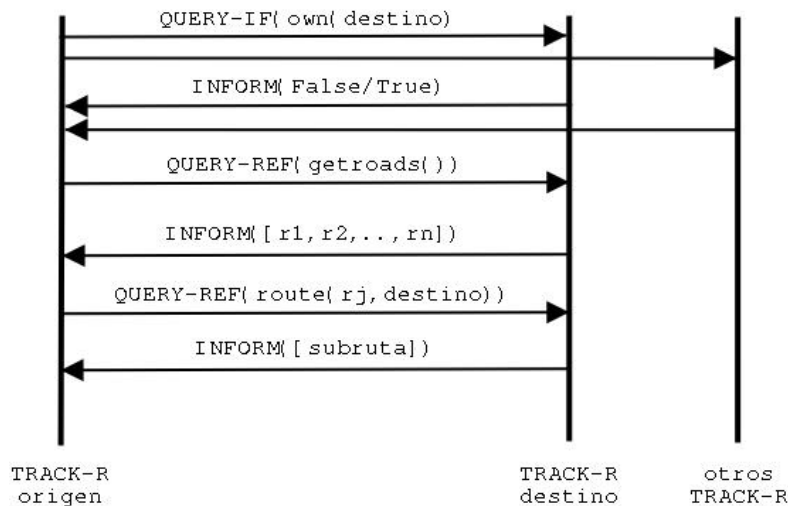 QUERY-IF(own(destino)
INFORM(False/True)
QUERY-REF(getroads())
INFORM([r1,r2,..,rn])
QUERY-REF(route(rj,destino))
INFORM([subruta])
TRACK-R origen
TRACK-R destino
otros TRACK-R